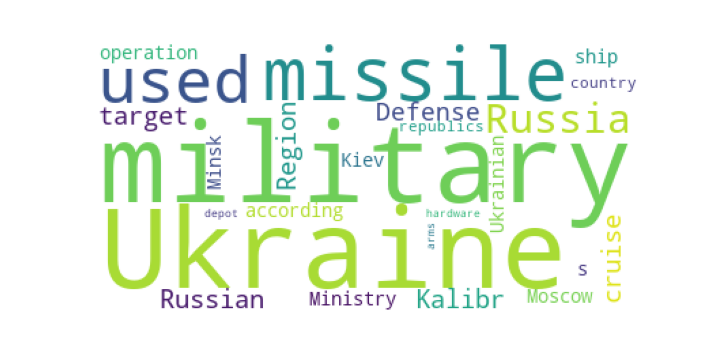 operation
used
missile
ship
country
target
Defense
Russia
republics
Region
military
Minsk
Kiev
Ukrainian
depot
according
hardware
Ukraine
arms
cruise
s
Russian
Ministry
Kalibr
Moscow